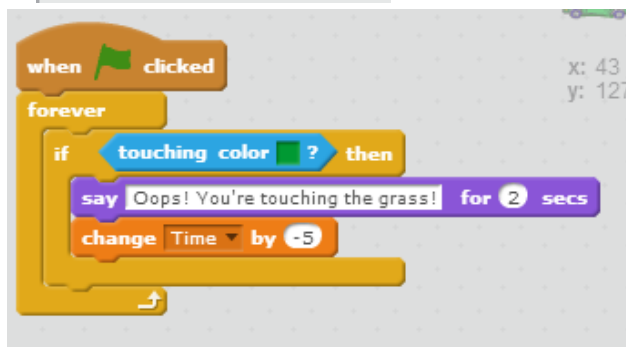 when clicked
forever
if touching color ? then
say Oops! You're touching the grass! for 2 secs
change Time by -5
x: 43
y: 127